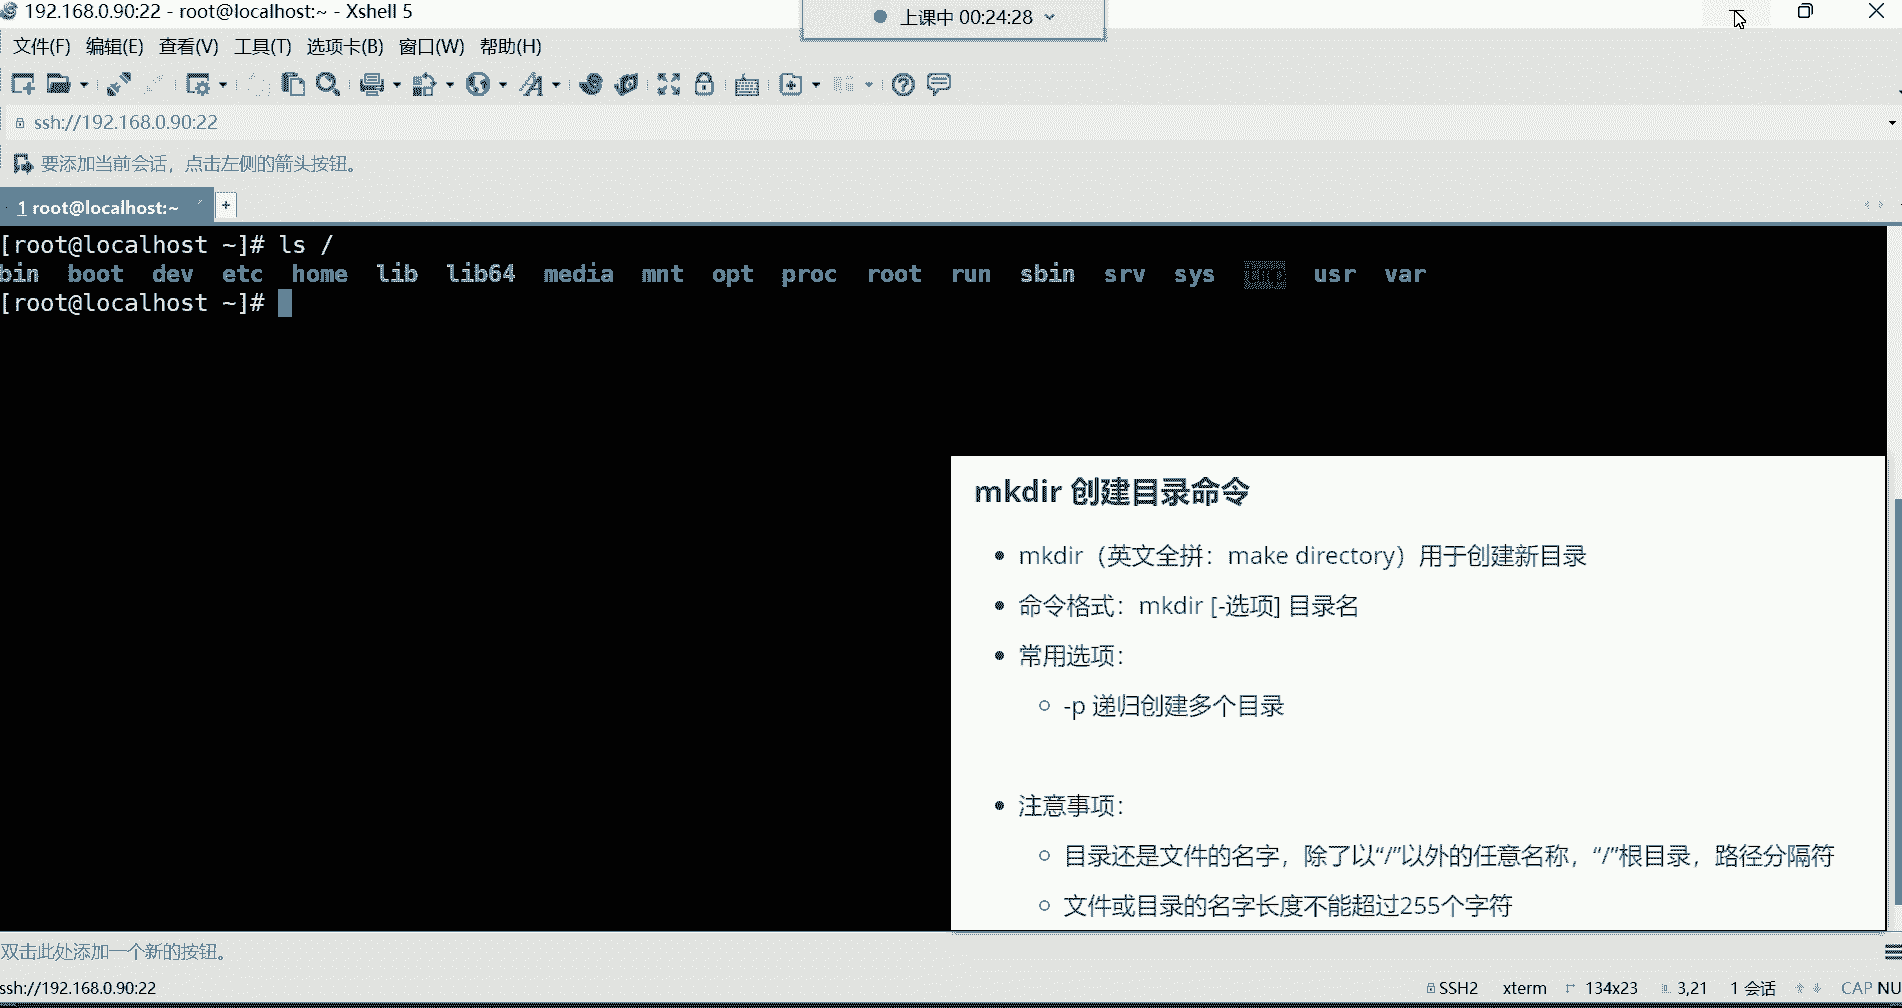 192.168.0.90:22 - root@localhost:~ - Xshell 5
上课中 00:24:28
文件(F) 编辑(E) 查看(V) 工具(T) 选项卡(B) 窗口(W) 帮助(H)
ssh://192.168.0.90:22
要添加当前会话，点击左侧的箭头按钮。
1 root@localhost:~ +
[root@localhost ~]# ls /
bin boot dev etc home lib lib64 media mnt opt proc root run sbin srv sys usr var
[root@localhost ~]#
mkdir 创建目录命令
• mkdir（英文全拼：make directory）用于创建新目录
• 命令格式：mkdir [-选项] 目录名
• 常用选项：
○ -p 递归创建多个目录
• 注意事项：
○ 目录还是文件的名字，除了以“/”以外的任意名称，“/”根目录，路径分隔符
○ 文件或目录的名字长度不能超过255个字符
双击此处添加一个新的按钮。
ssh://192.168.0.90:22 SSH2 xterm 134x23 3,21 1 会话 CAP NU